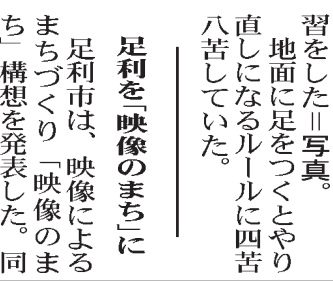 習をした＝写真。
地面に足をつくとやり
直しになるルールに四苦
八苦していた。
足利を「映像のまち」に
足利市は、映像による
まちづくり「映像のま
ち」構想を発表した。同